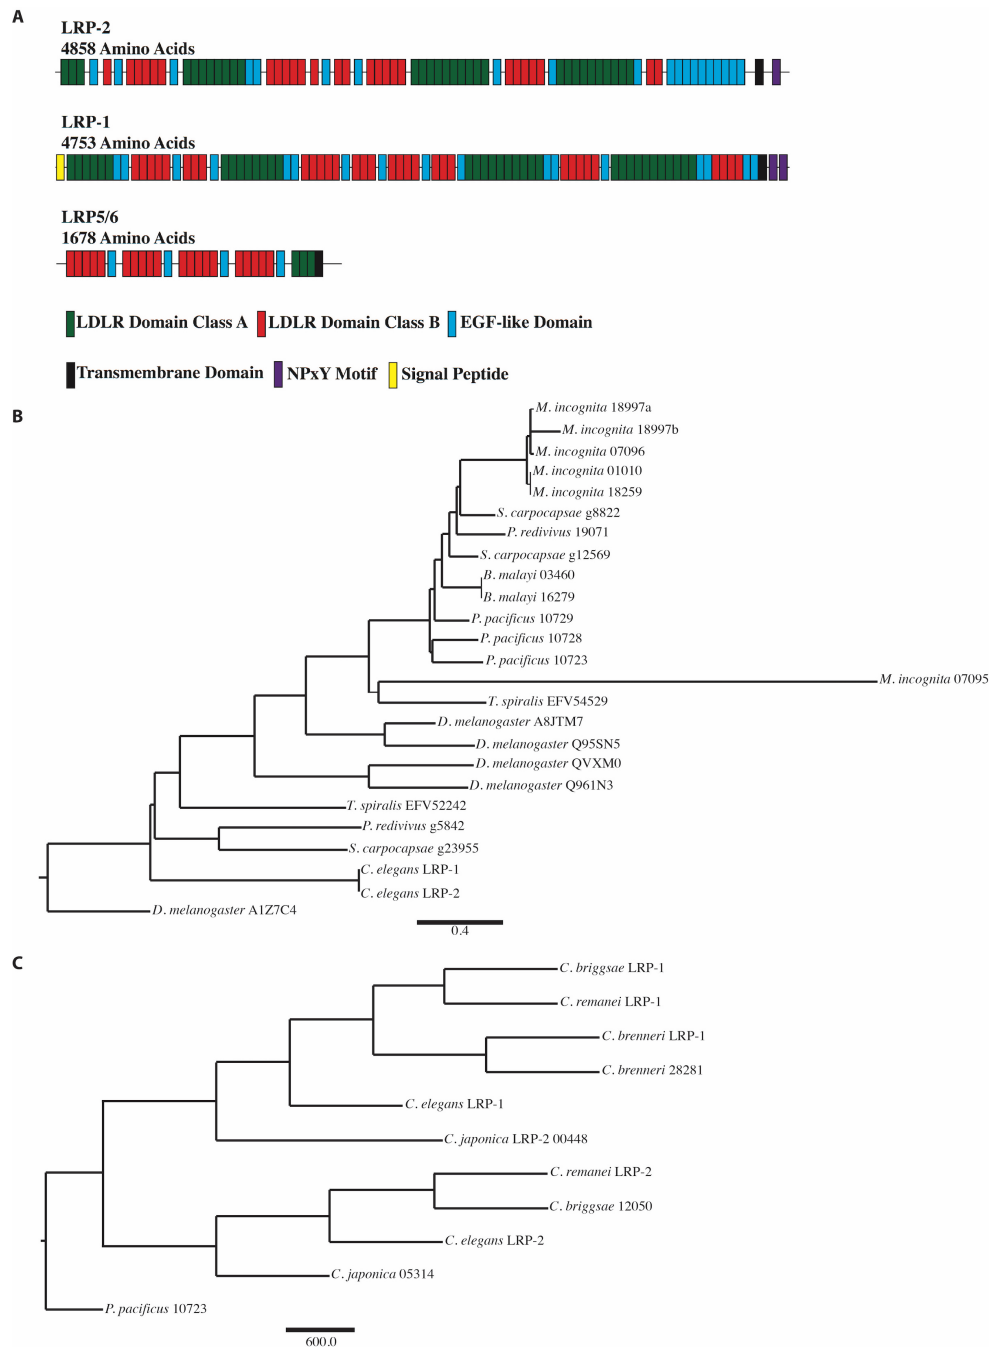 A
LRP-2
4858 Amino Acids
LRP-1
4753 Amino Acids
LRP5/6
1678 Amino Acids
LDLR Domain Class A LDLR Domain Class B EGF-like Domain
Transmembrane Domain NPxY Motif Signal Peptide
B
M. incognita 18997a
M. incognita 18997b
M. incognita 07096
M. incognita 01010
M. incognita 18259
S. carpocapsae g8822
P. redivivus 19071
S. carpocapsae g12569
B. malayi 03460
B. malayi 16279
P. pacificus 10729
P. pacificus 10728
P. pacificus 10723
M. incognita 07095
T. spiralis EFV54529
D. melanogaster A8JTM7
D. melanogaster Q95SN5
D. melanogaster QVXM0
D. melanogaster Q961N3
T. spiralis EFV52242
P. redivivus g5842
S. carpocapsae g23955
C. elegans LRP-1
C. elegans LRP-2
D. melanogaster A1Z7C4
0.4
C
C. briggsae LRP-1
C. remanei LRP-1
C. brenneri LRP-1
C. brenneri 28281
C. elegans LRP-1
C. japonica LRP-2 00448
C. remanei LRP-2
C. briggsae 12050
C. elegans LRP-2
C. japonica 05314
P. pacificus 10723
600.0